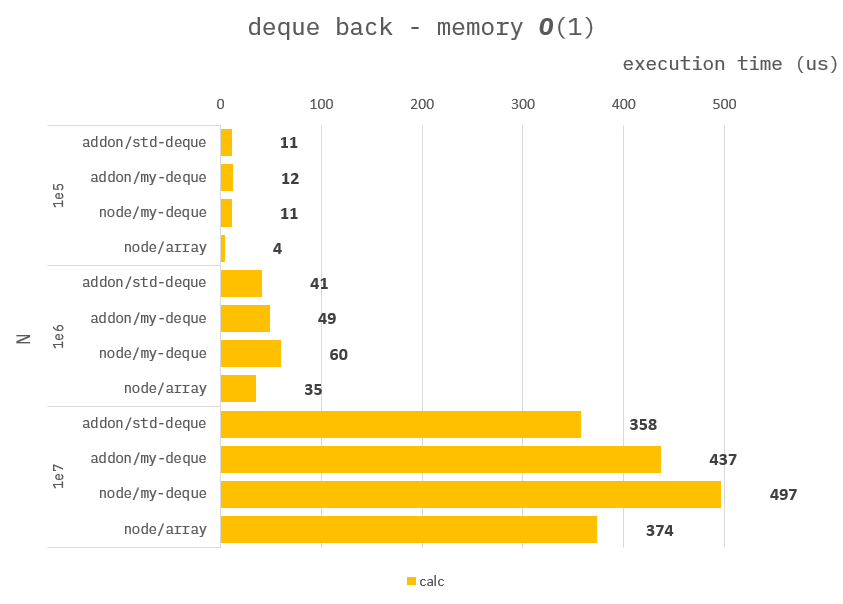 deque back - memory O(1)
execution time (us)
0 100 200 300 400 500
N
1e5
addon/std-deque 11
addon/my-deque 12
node/my-deque 11
node/array 4
1e6
addon/std-deque 41
addon/my-deque 49
node/my-deque 60
node/array 35
1e7
addon/std-deque 358
addon/my-deque 437
node/my-deque 497
node/array 374
calc